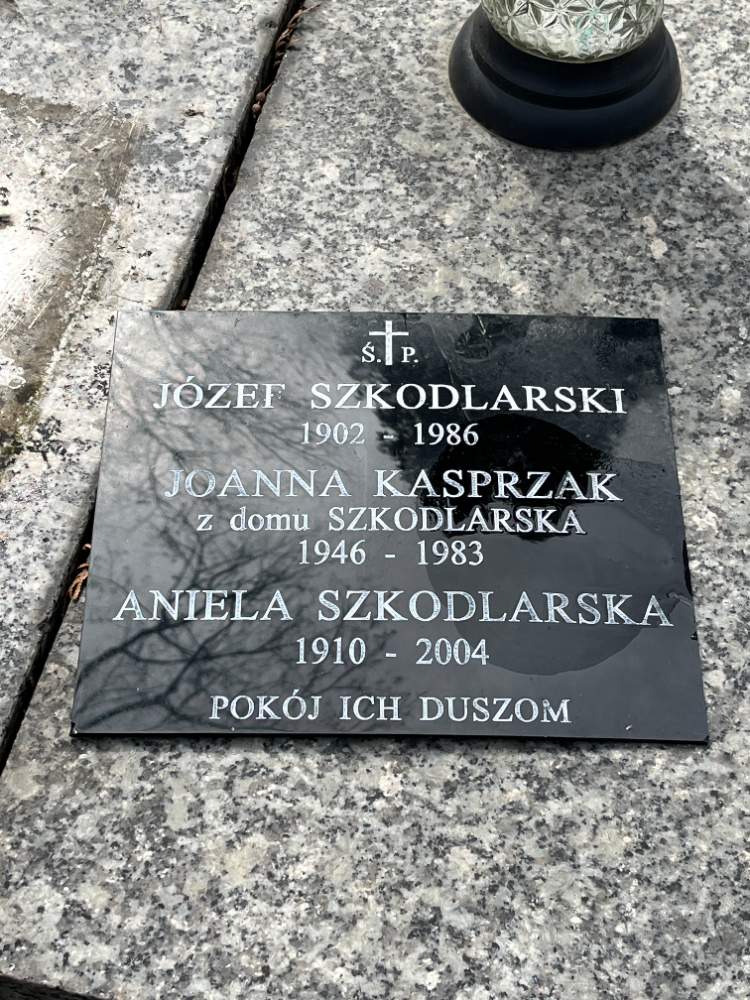 Ś. P.
JÓZEF SZKODLARSKI
1902 - 1986
JOANNA KASPRZAK
z domu SZKODLARSKA
1946 - 1983
ANIELA SZKODLARSKA
1910 - 2004
POKÓJ ICH DUSZOM